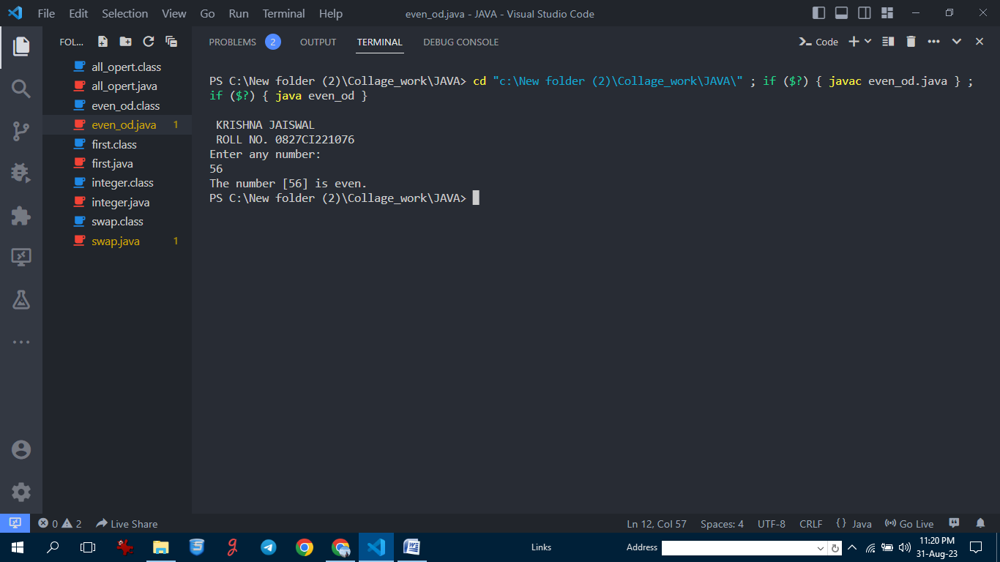 File Edit Selection View Go Run Terminal Help even_od.java - JAVA - Visual Studio Code
FOL...
PROBLEMS 2 OUTPUT TERMINAL DEBUG CONSOLE
Code
all_opert.class
all_opert.java
even_od.class
even_od.java 1
first.class
first.java
integer.class
integer.java
swap.class
swap.java 1
PS C:\New folder (2)\Collage_work\JAVA> cd "c:\New folder (2)\Collage_work\JAVA\" ; if ($?) { javac even_od.java } ;
if ($?) { java even_od }
KRISHNA JAISWAL
ROLL NO. 0827CI221076
Enter any number:
56
The number [56] is even.
PS C:\New folder (2)\Collage_work\JAVA>
0 2 Live Share Ln 12, Col 57 Spaces: 4 UTF-8 CRLF {} Java Go Live
Links Address 11:20 PM
31-Aug-23